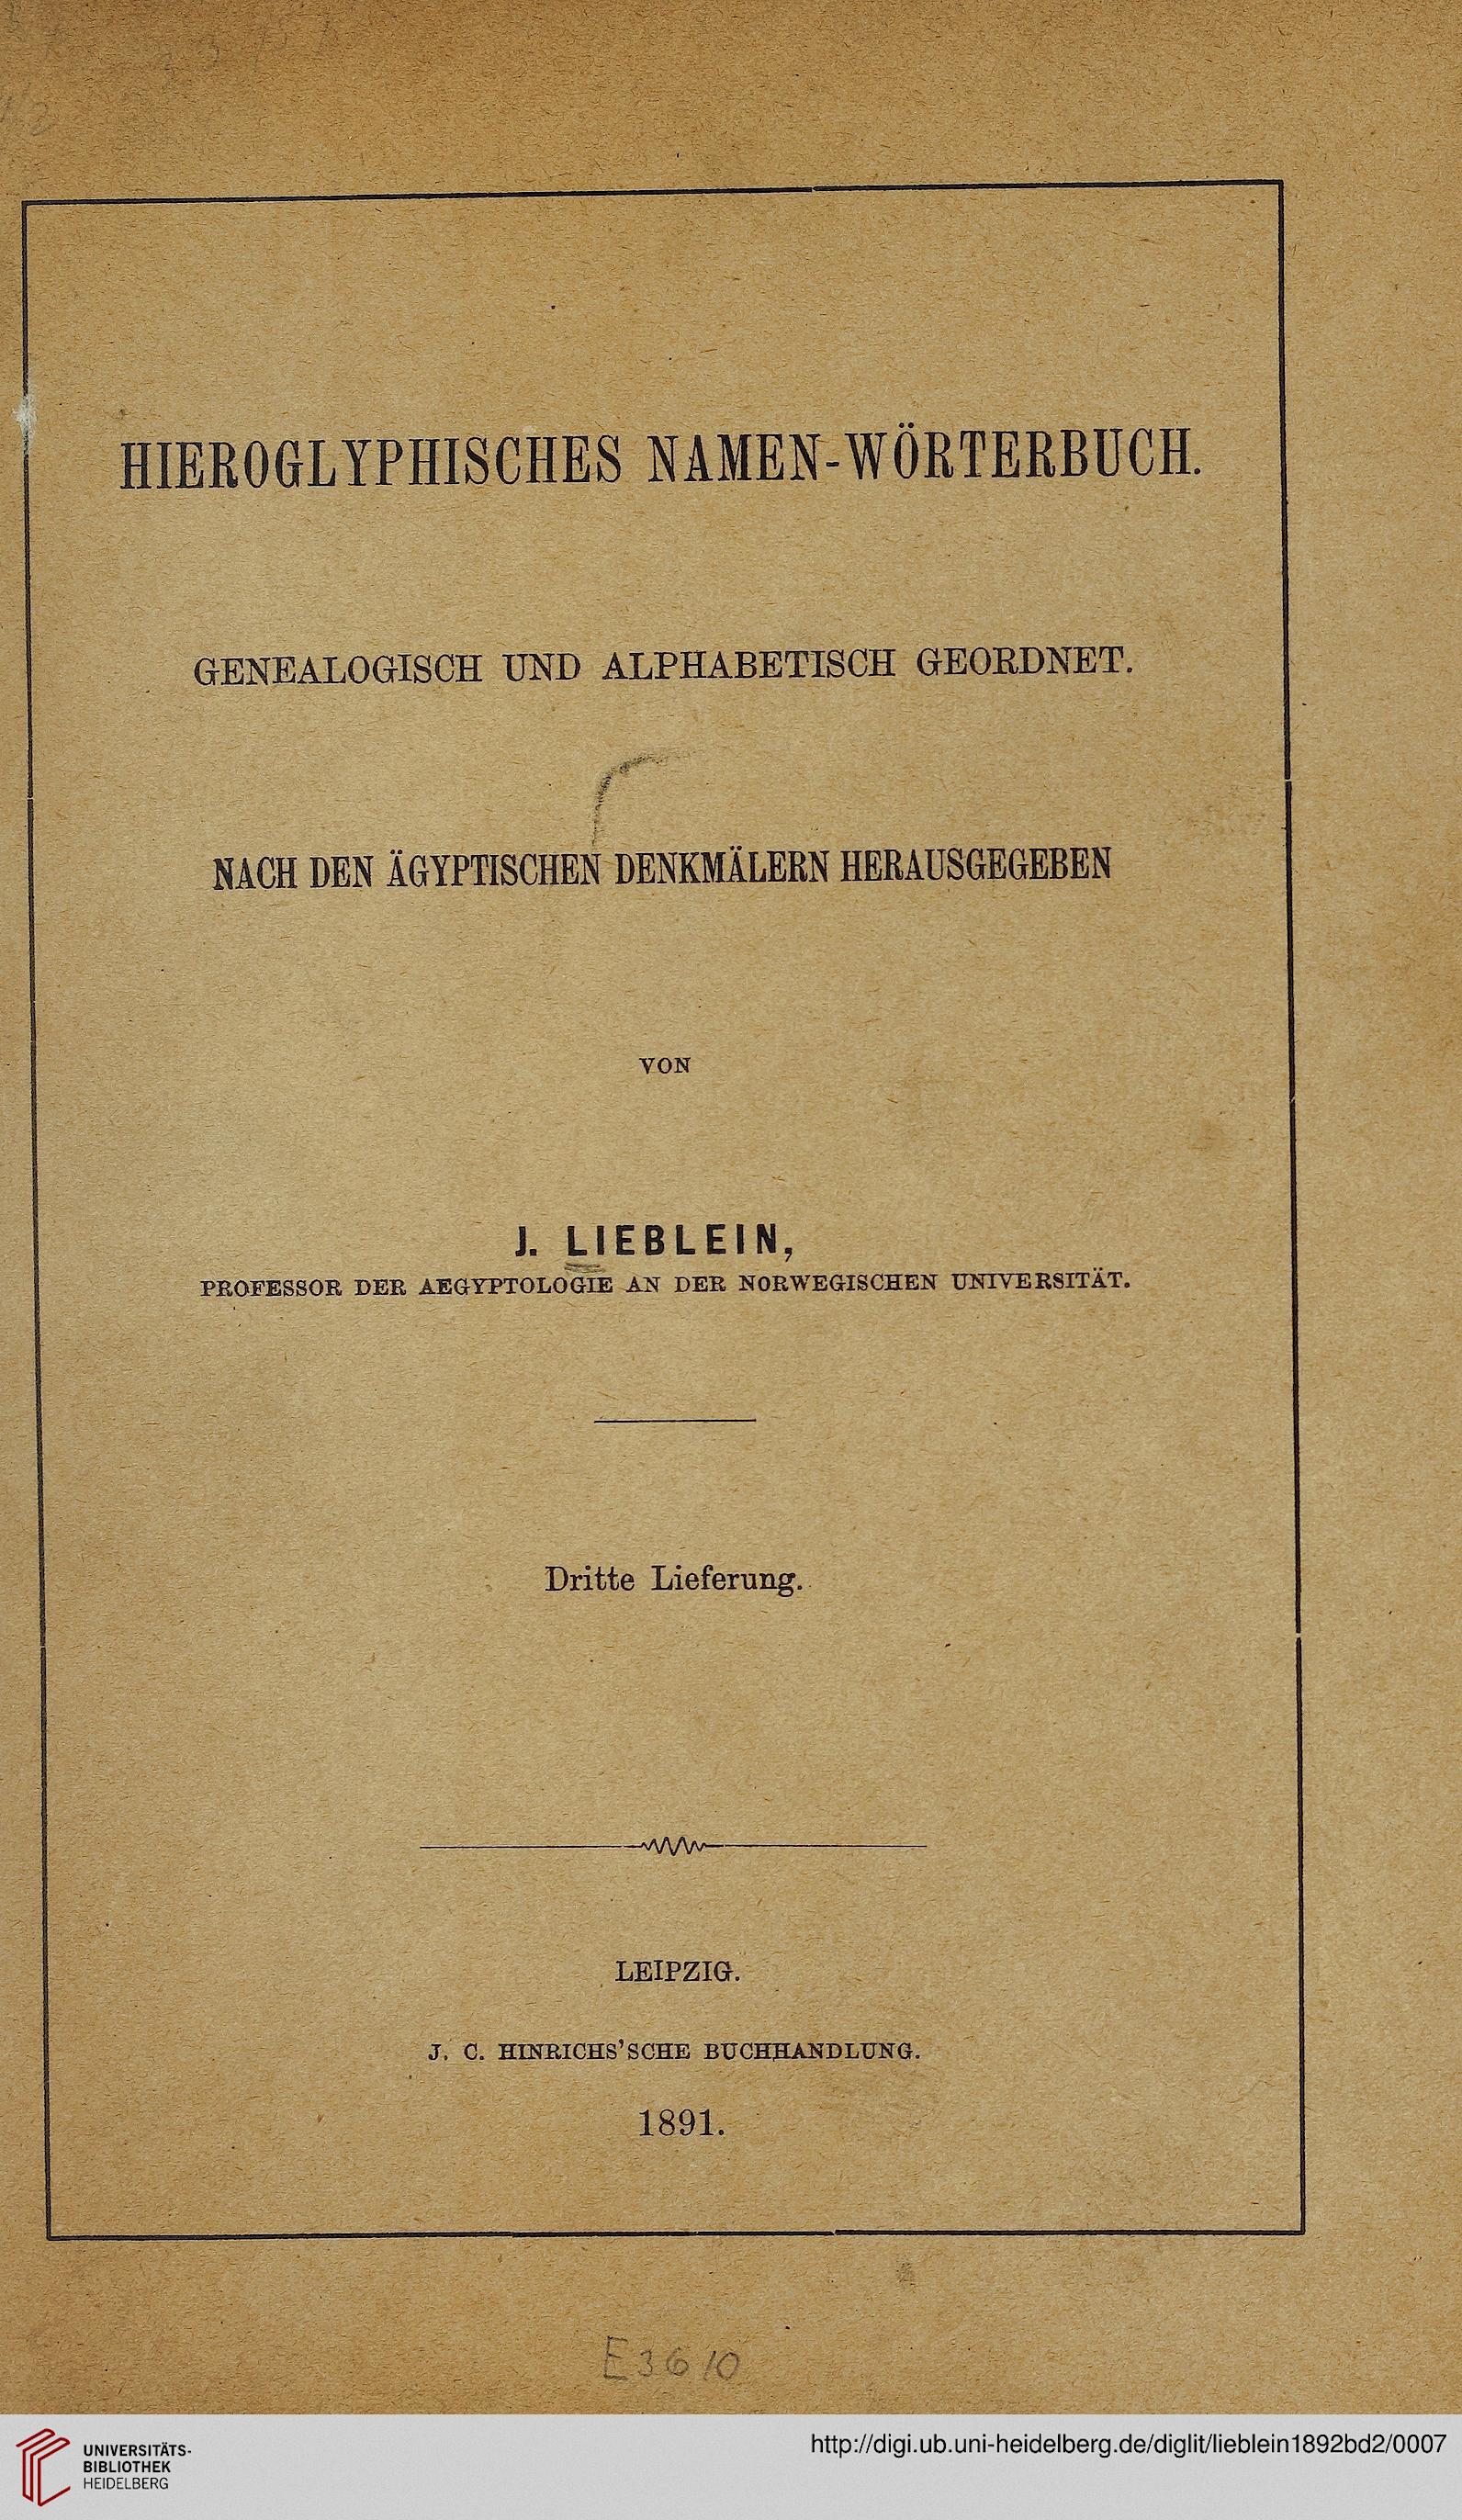 HIEROGLYPHISCHES NAMEN-WÖRTERBUCH.
GENEALOGISCH UND ALPHABETISCH GEORDNET.
NACH DEN ÄGYPTISCHEN DENKMÄLERN HERAUSGEGEBEN
VON
J. LIEBLEIN,
PROFESSOR DER AEGYPTOLOGIE AN DER NORWEGISCHEN UNIVERSITÄT.
Dritte Lieferung.
LEIPZIG.
J. C. HINRICHS'SCHE BUCHHANDLUNG.
1891.
E3610
UNIVERSITÄTS-
BIBLIOTHEK
HEIDELBERG
http://digi.ub.uni-heidelberg.de/diglit/lieblein1892bd2/0007